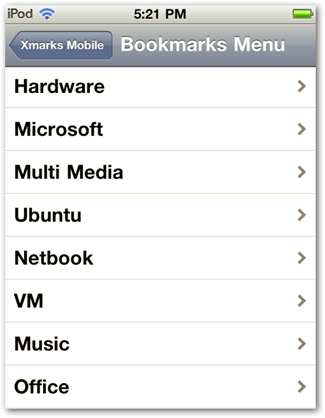 iPod 5:21 PM
Xmarks Mobile Bookmarks Menu
Hardware
Microsoft
Multi Media
Ubuntu
Netbook
VM
Music
Office